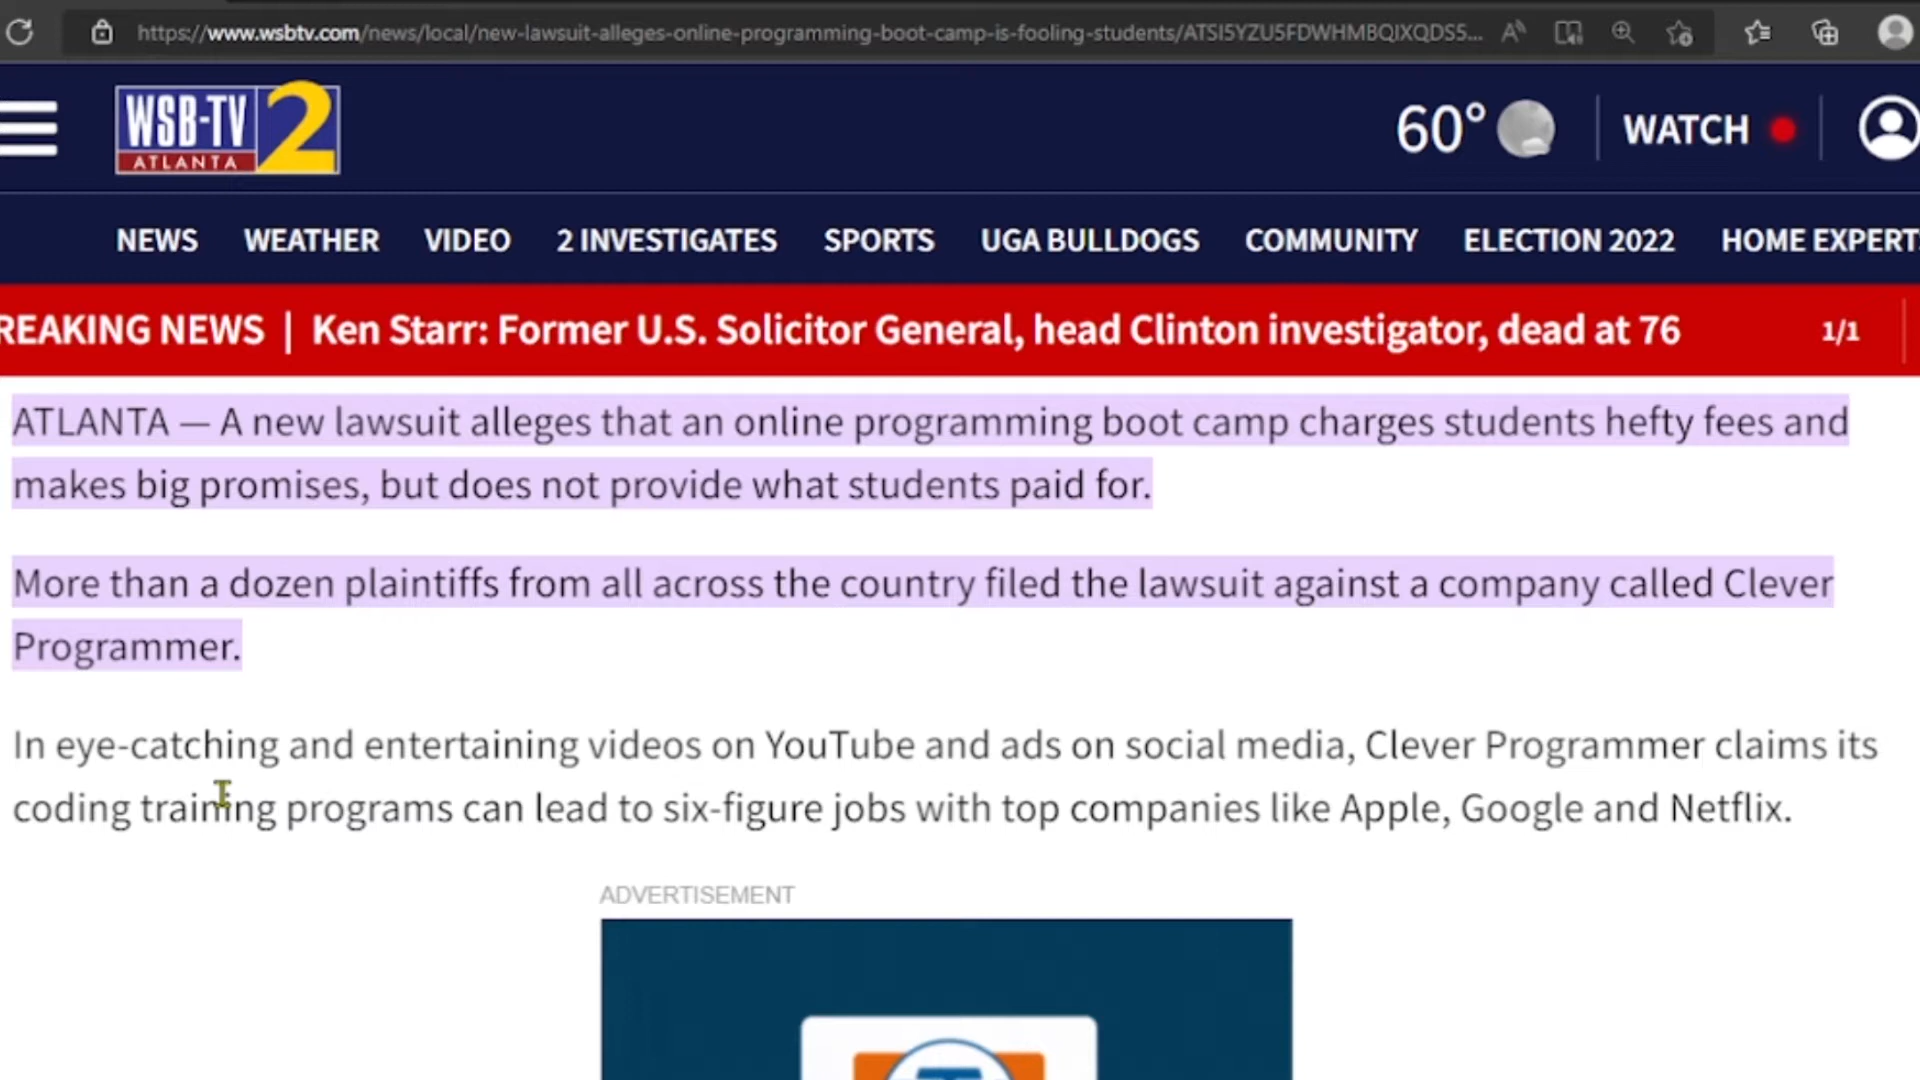 https://www.wsbtv.com/news/local/new-lawsuit-alleges-online-programming-boot-camp-is-fooling-students/ATSI5YZU5FDWHMBQIXQDS5...
WSB-TV 2
ATLANTA
60°
WATCH
NEWS WEATHER VIDEO 2 INVESTIGATES SPORTS UGA BULLDOGS COMMUNITY ELECTION 2022 HOME EXPERT
REAKING NEWS | Ken Starr: Former U.S. Solicitor General, head Clinton investigator, dead at 76 1/1
ATLANTA — A new lawsuit alleges that an online programming boot camp charges students hefty fees and
makes big promises, but does not provide what students paid for.
More than a dozen plaintiffs from all across the country filed the lawsuit against a company called Clever
Programmer.
In eye-catching and entertaining videos on YouTube and ads on social media, Clever Programmer claims its
coding training programs can lead to six-figure jobs with top companies like Apple, Google and Netflix.
ADVERTISEMENT